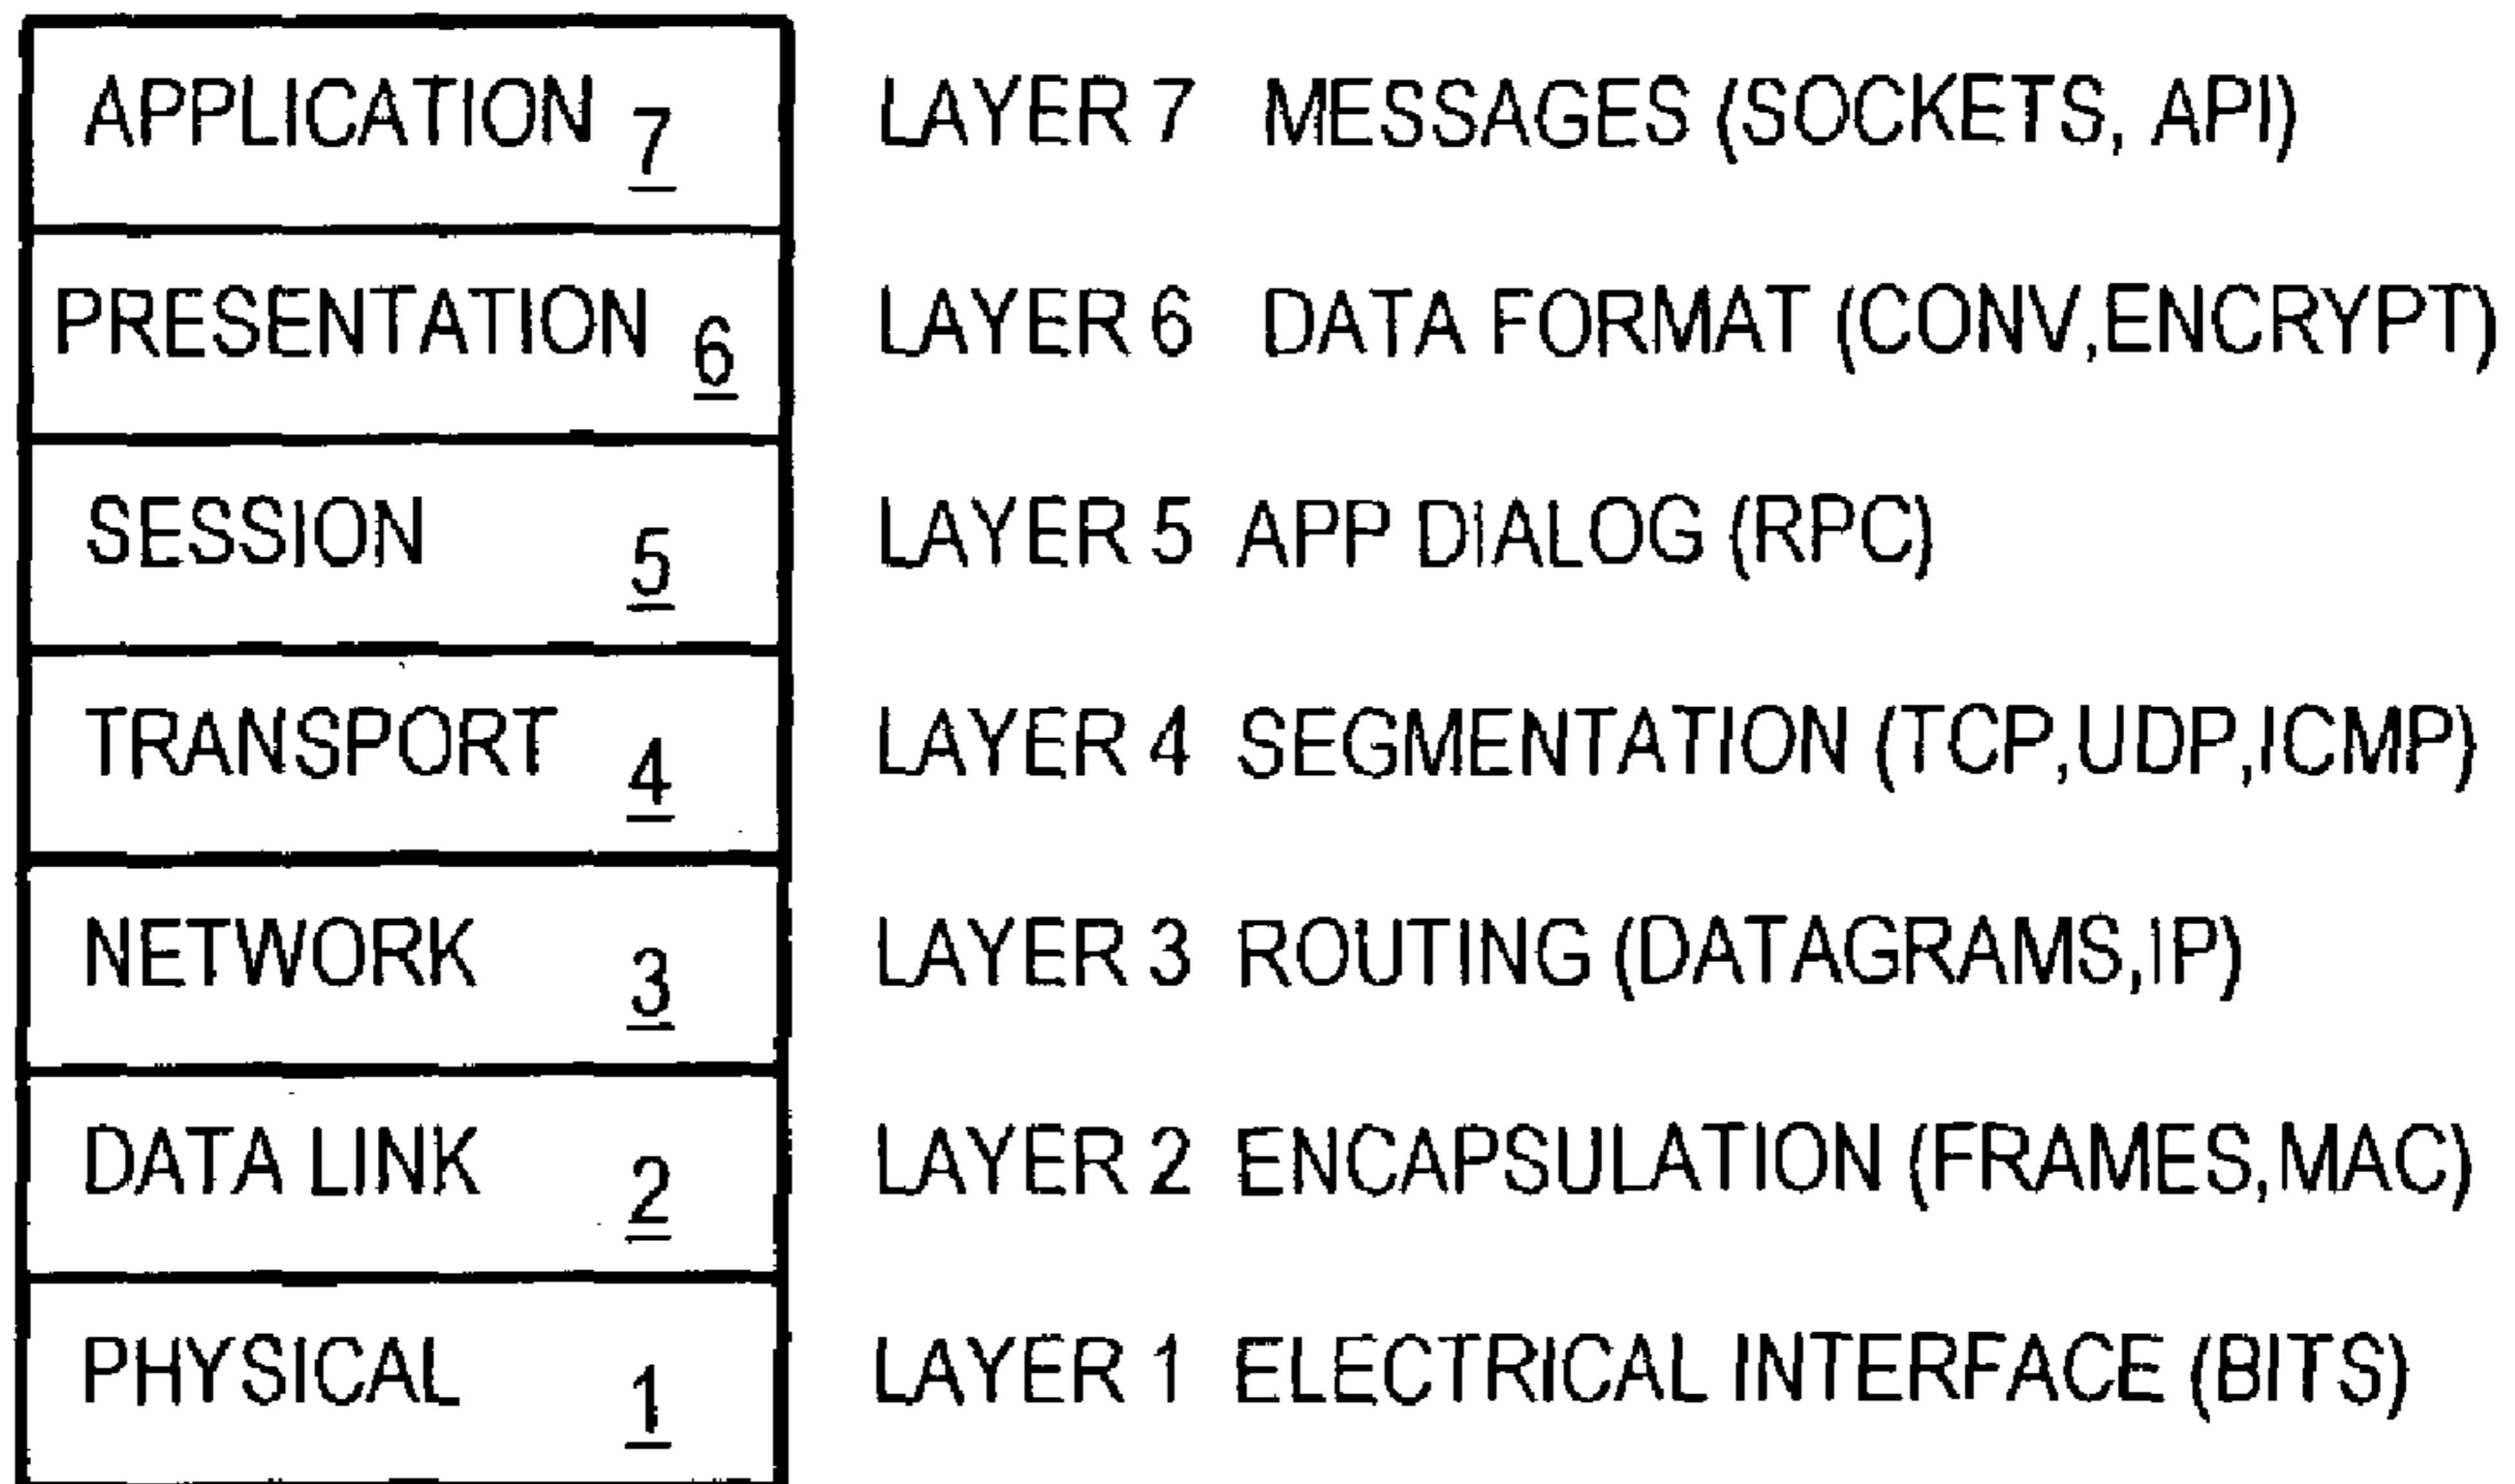 APPLICATION 7 LAYER 7 MESSAGES (SOCKETS, API)
PRESENTATION 6 LAYER 6 DATA FORMAT (CONV,ENCRYPT)
SESSION 5 LAYER 5 APP DIALOG (RPC)
TRANSPORT 4 LAYER 4 SEGMENTATION (TCP,UDP,ICMP)
NETWORK 3 LAYER 3 ROUTING (DATAGRAMS,IP)
DATA LINK 2 LAYER 2 ENCAPSULATION (FRAMES,MAC)
PHYSICAL 1 LAYER 1 ELECTRICAL INTERFACE (BITS)